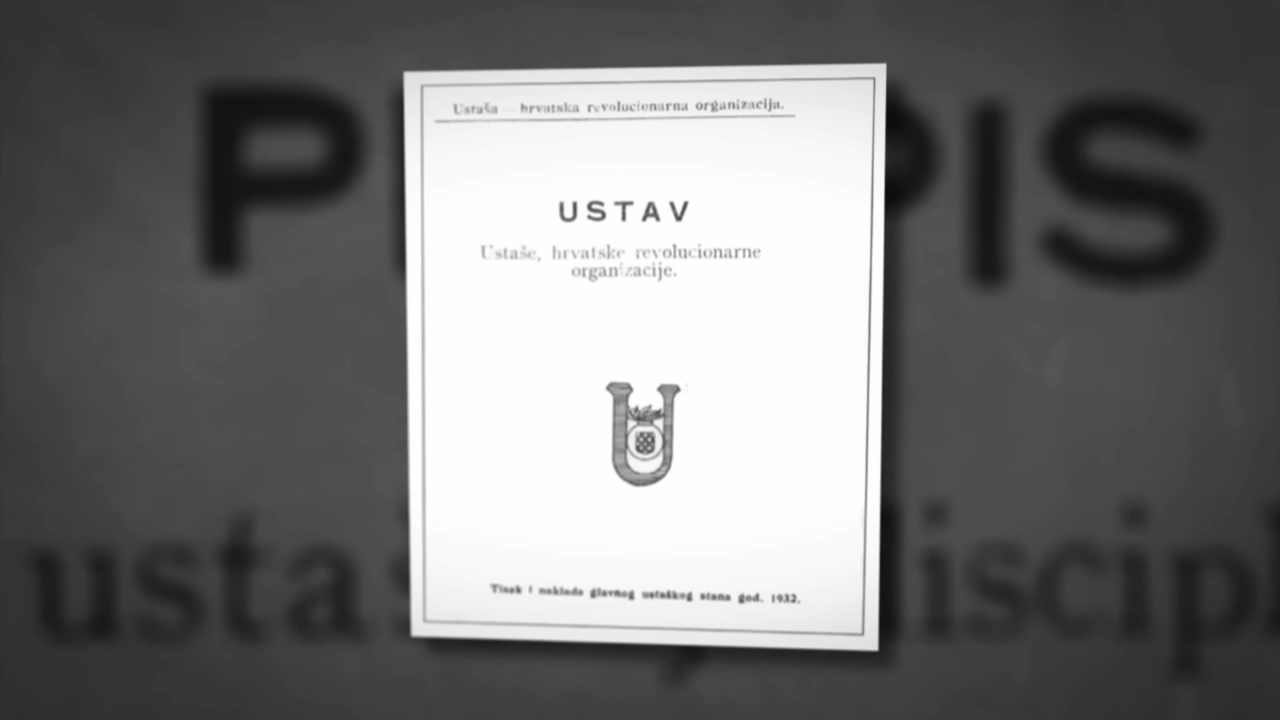 Ustaša hrvatska revolucionarna organizacija.
USTAV
Ustaše, hrvatske revolucionarne
organizacije.
Tisak i naklada glavnog ustaškog stana god. 1932.